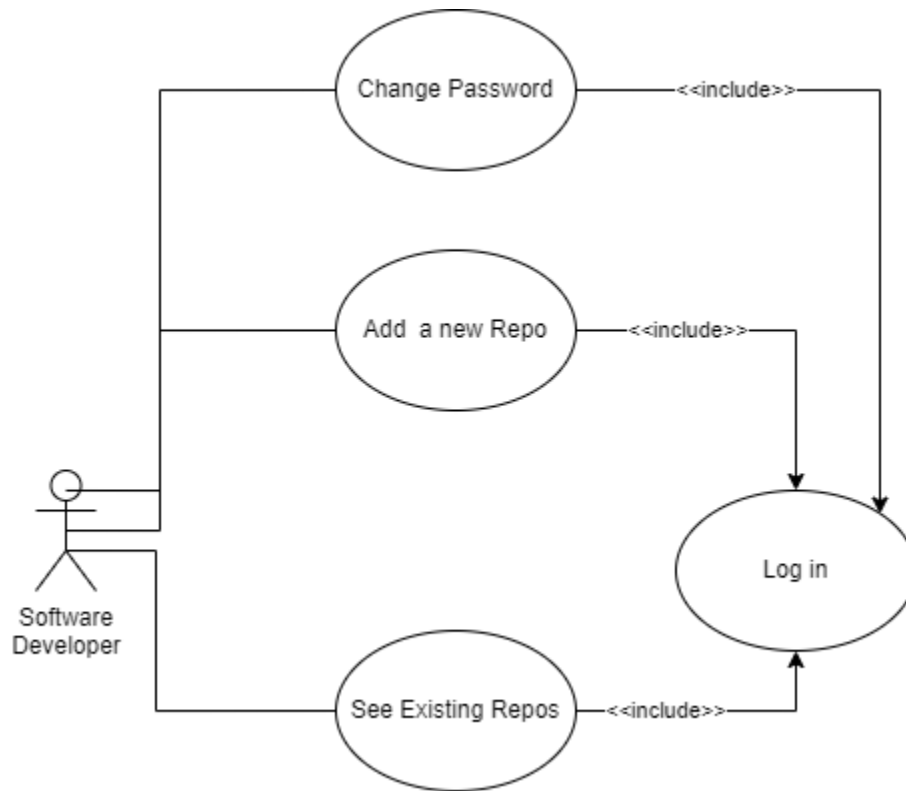 Change Password
<<include>>
Add  a new Repo
<<include>>
Log in
Software
Developer
See Existing Repos
<<include>>